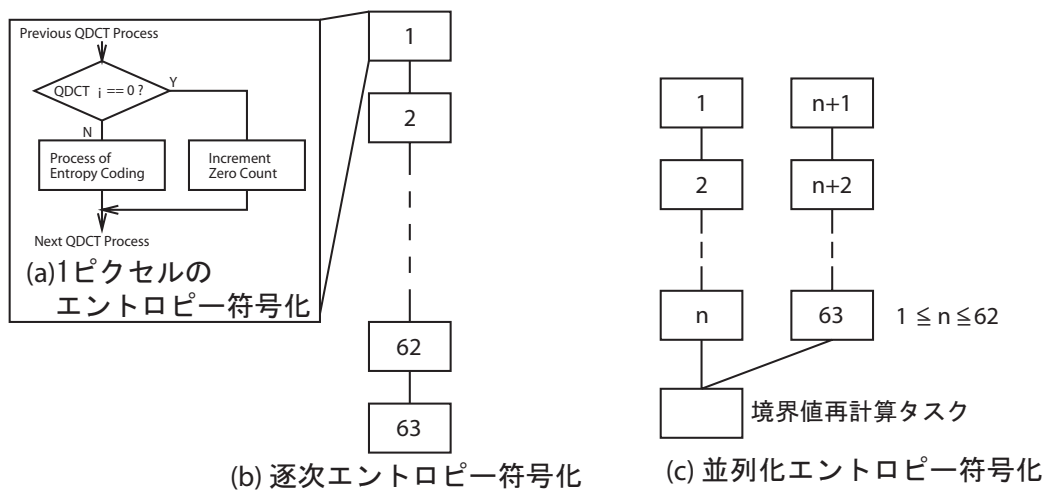 Previous QDCT Process
QDCT i == 0 ?
Y
N
Process of
Entropy Coding
Increment
Zero Count
Next QDCT Process
(a)1ピクセルの
エントロピー符号化
1
2
62
63
(b) 逐次エントロピー符号化
1
n+1
2
n+2
n
63
1 ≦ n ≦ 62
境界値再計算タスク
(c) 並列化エントロピー符号化